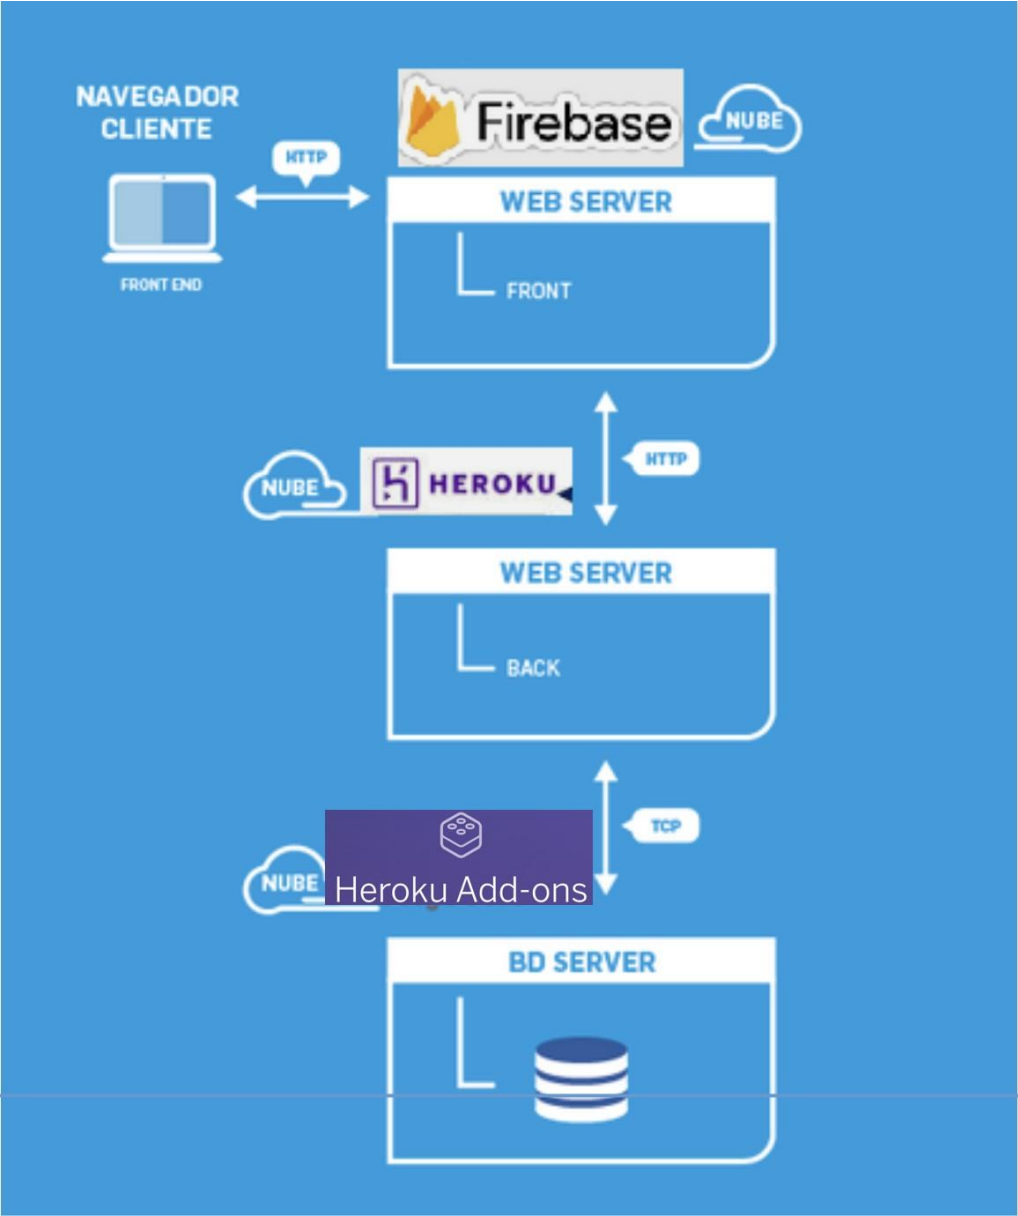 NAVEGADOR
CLIENTE
HTTP
FRONT END
Firebase
NUBE
WEB SERVER
FRONT
HTTP
NUBE
HEROKU
WEB SERVER
BACK
TCP
NUBE
Heroku Add-ons
BD SERVER